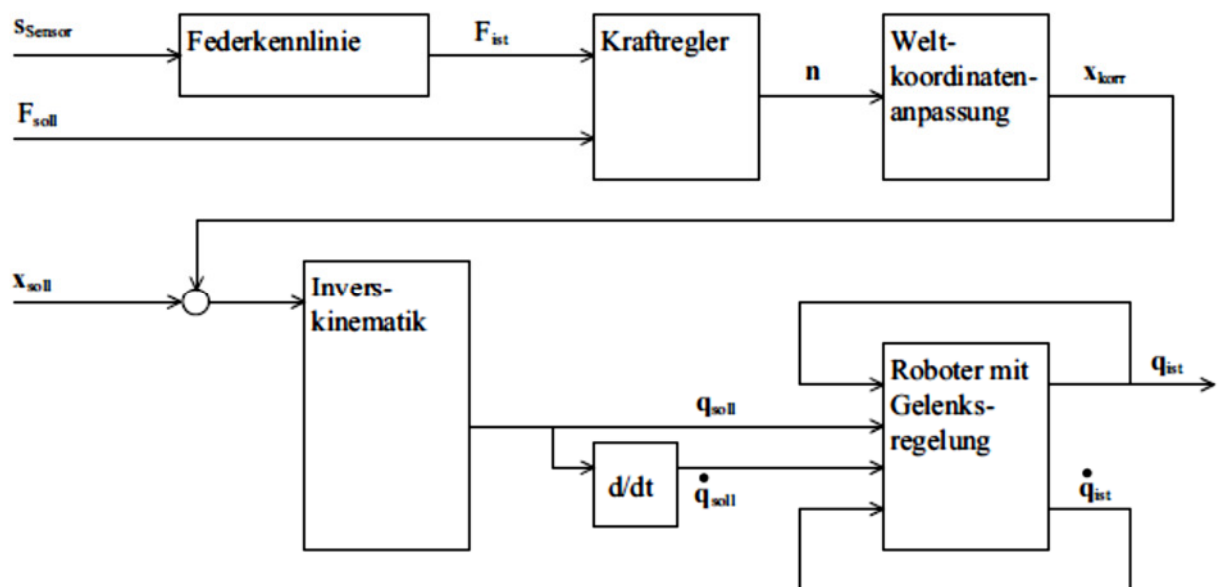 s_Sensor
Federkennlinie
F_ist
Kraftregler
n
Welt-
koordinaten-
anpassung
x_korr
F_soll
x_soll
Invers-
kinematik
q_soll
d/dt
q̇_soll
Roboter mit
Gelenks-
regelung
q_ist
q̇_ist